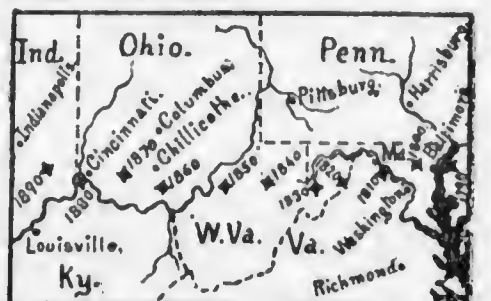 Ind.
Ohio.
Penn.
Indianapolis
Cincinnati.
Columbus
Chillicothe.
Pittsburg.
Harrisburg.
Baltimore
Md.
1890
1880
1870
1860
1850
1840
1830
1820
1810
1800
1790
Louisville.
Ky.
W.Va.
Va.
Washington
Richmond.